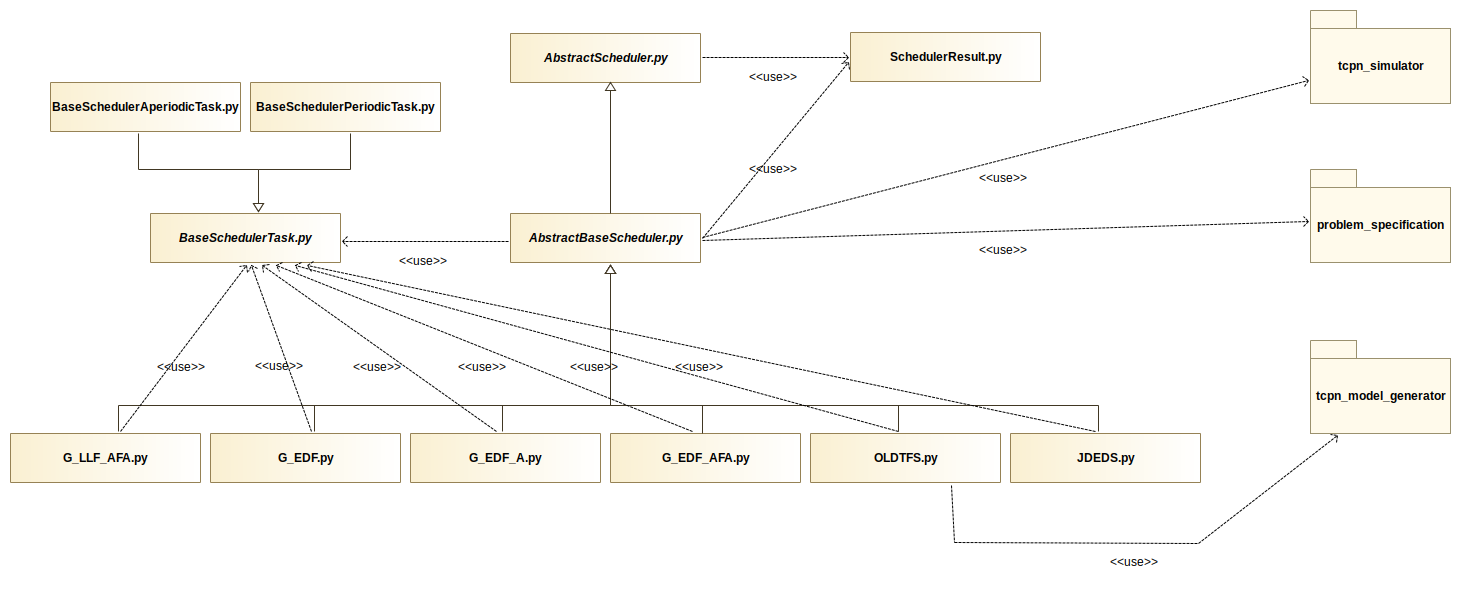 AbstractScheduler.py
SchedulerResult.py
tcpn_simulator
<<use>>
BaseSchedulerAperiodicTask.py
BaseSchedulerPeriodicTask.py
<<use>>
<<use>>
BaseSchedulerTask.py
AbstractBaseScheduler.py
problem_specification
<<use>>
<<use>>
<<use>>
<<use>>
<<use>>
<<use>>
<<use>>
<<use>>
tcpn_model_generator
G_LLF_AFA.py
G_EDF.py
G_EDF_A.py
G_EDF_AFA.py
OLDTFS.py
JDEDS.py
<<use>>